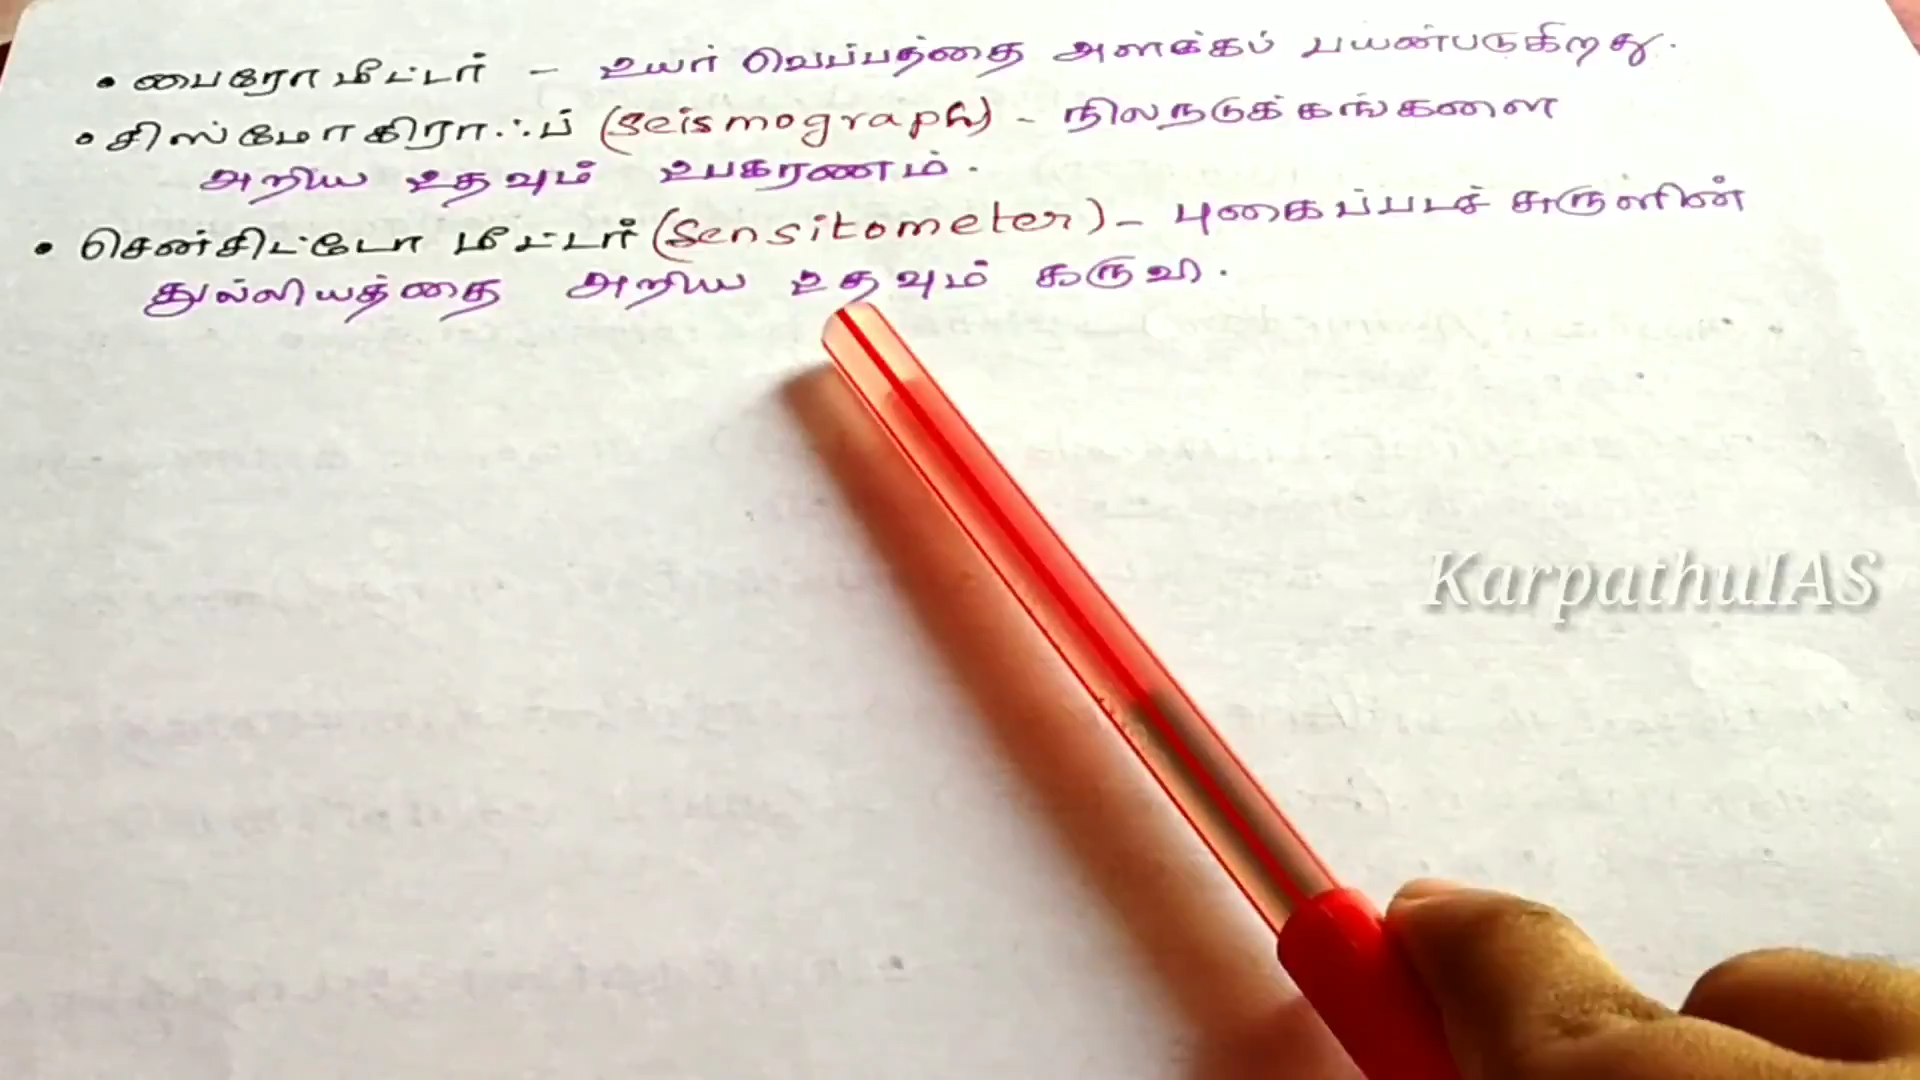 • பைரோமீட்டர் - உயர் வெப்பத்தை அளக்கப் பயன்படுகிறது.
• சிஸ்மோகிராஃப் (Seismograph) - நிலநடுக்கங்களை
அறிய உதவும் உபகரணம்.
• சென்சிட்டோ மீட்டர் (Sensitometer) - புகைப்படச் சுருளின்
துல்லியத்தை அறிய உதவும் கருவி.
KarpathuIAS